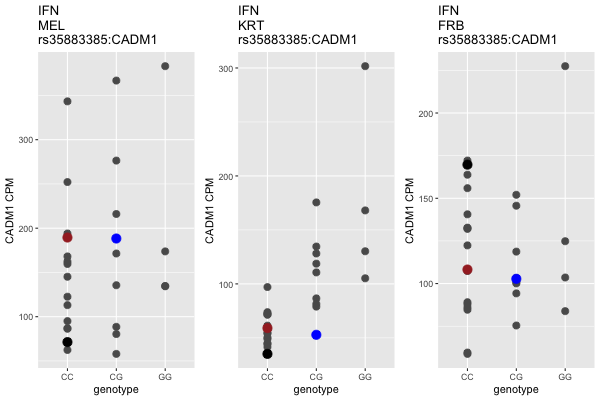 IFN
MEL
rs35883385:CADM1
CADM1 CPM
300
200
100
CC CG GG
genotype
IFN
KRT
rs35883385:CADM1
CADM1 CPM
300
200
100
CC CG GG
genotype
IFN
FRB
rs35883385:CADM1
CADM1 CPM
200
150
100
CC CG GG
genotype